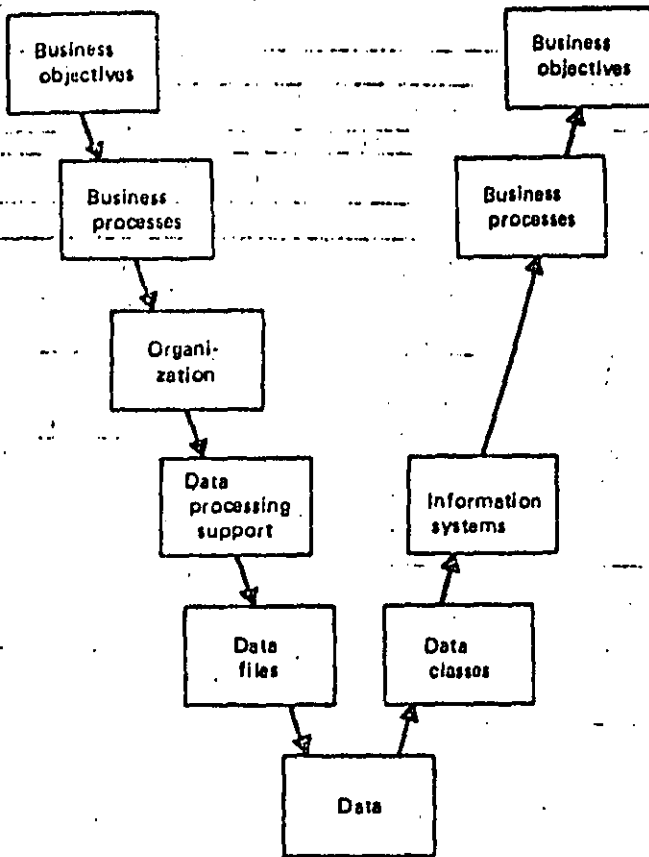 Business
objectives
Business
processes
Organi-
zation
Data
processing
support
Data
files
Data
Data
classes
Information
systems
Business
processes
Business
objectives